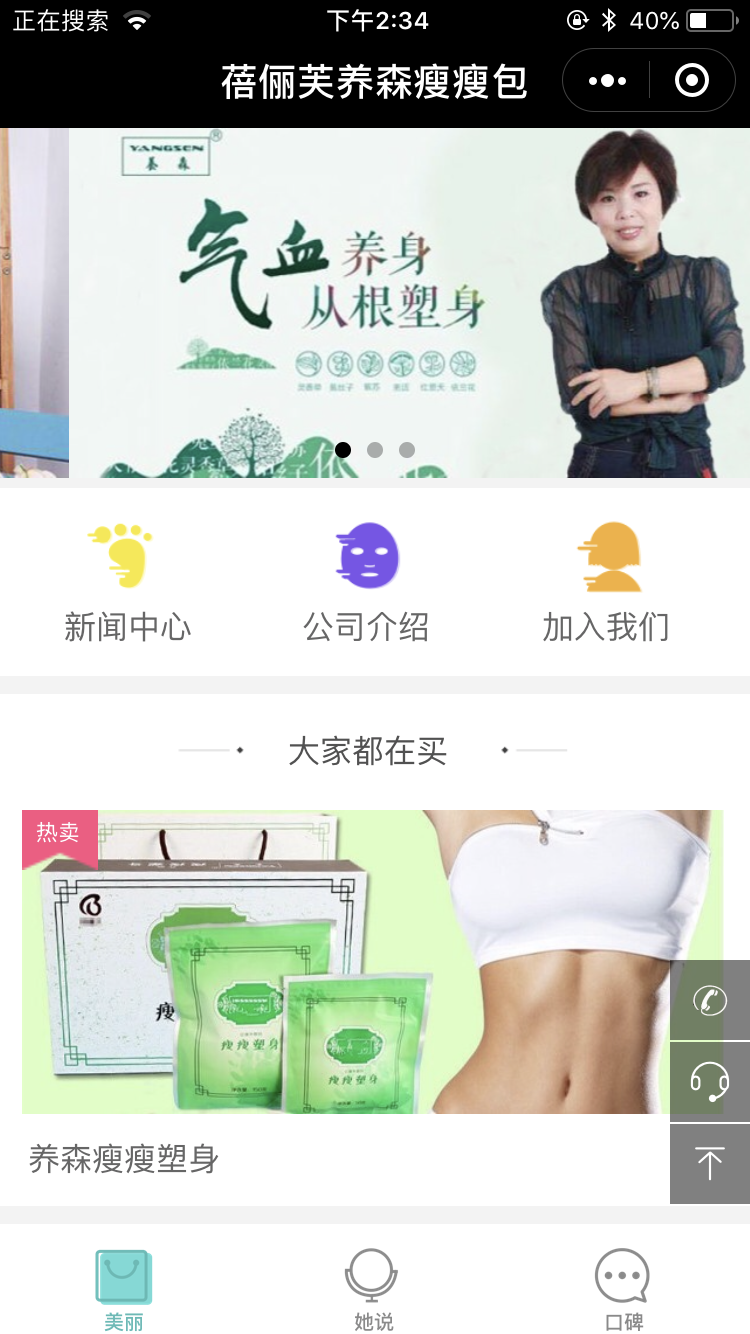 正在搜索
下午2:34
40%
蓓俪芙养森瘦瘦包
YANGSEN
养 森
气血养身
从根塑身
新闻中心
公司介绍
加入我们
大家都在买
热卖
瘦
瘦瘦塑身
瘦瘦塑身
养森瘦瘦塑身
美丽
她说
口碑